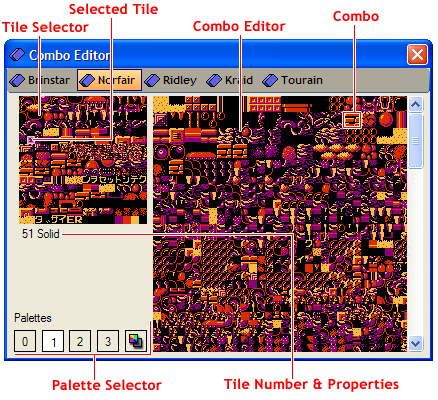 Selected Tile
Tile Selector
Combo Editor
Combo
Combo Editor
Brinstar
Norfair
Ridley
Kraid
Tourain
51 Solid
Palettes
0
1
2
3
Palette Selector
Tile Number & Properties